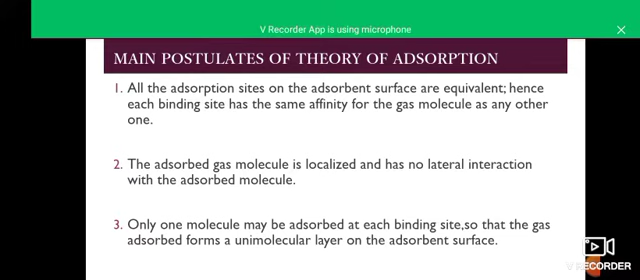 V Recorder App is using microphone
MAIN POSTULATES OF THEORY OF ADSORPTION
1. All the adsorption sites on the adsorbent surface are equivalent; hence
each binding site has the same affinity for the gas molecule as any other
one.
2. The adsorbed gas molecule is localized and has no lateral interaction
with the adsorbed molecule.
3. Only one molecule may be adsorbed at each binding site,so that the gas
adsorbed forms a unimolecular layer on the adsorbent surface.
V RECORDER